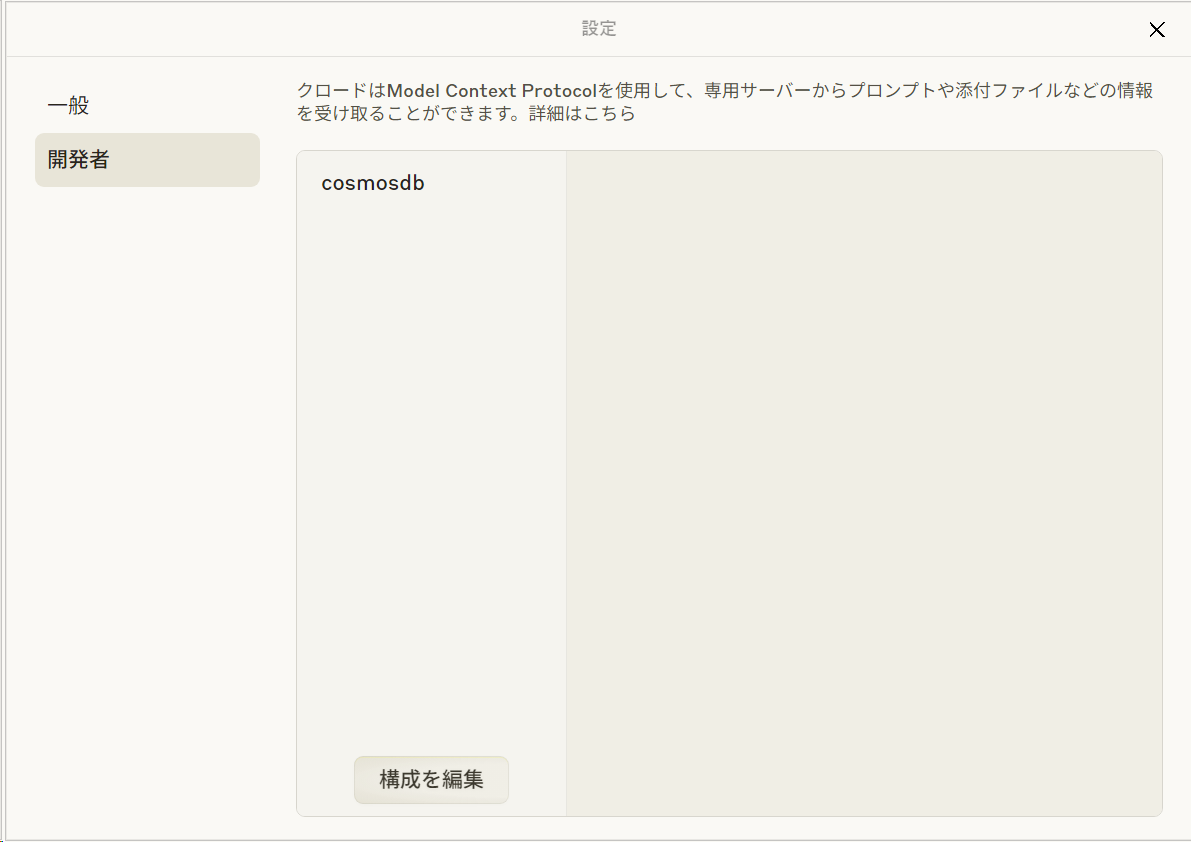 設定
一般
開発者
クロードはModel Context Protocolを使用して、専用サーバーからプロンプトや添付ファイルなどの情報
を受け取ることができます。詳細はこちら
cosmosdb
構成を編集